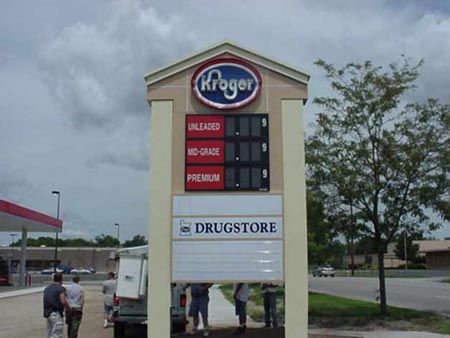 Kroger
UNLEADED . 9
MID-GRADE . 9
PREMIUM . 9
DRUGSTORE